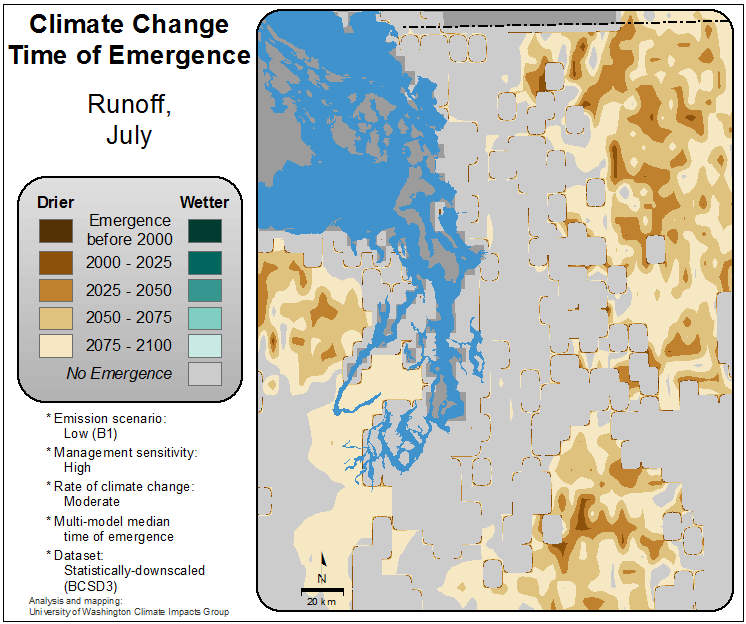 Climate Change
Time of Emergence
Runoff,
July
Drier Wetter
Emergence
before 2000
2000 - 2025
2025 - 2050
2050 - 2075
2075 - 2100
No Emergence
* Emission scenario:
Low (B1)
* Management sensitivity:
High
* Rate of climate change:
Moderate
* Multi-model median
time of emergence
* Dataset:
Statistically-downscaled
(BCSD3)
Analysis and mapping:
University of Washington Climate Impacts Group
N
20 km